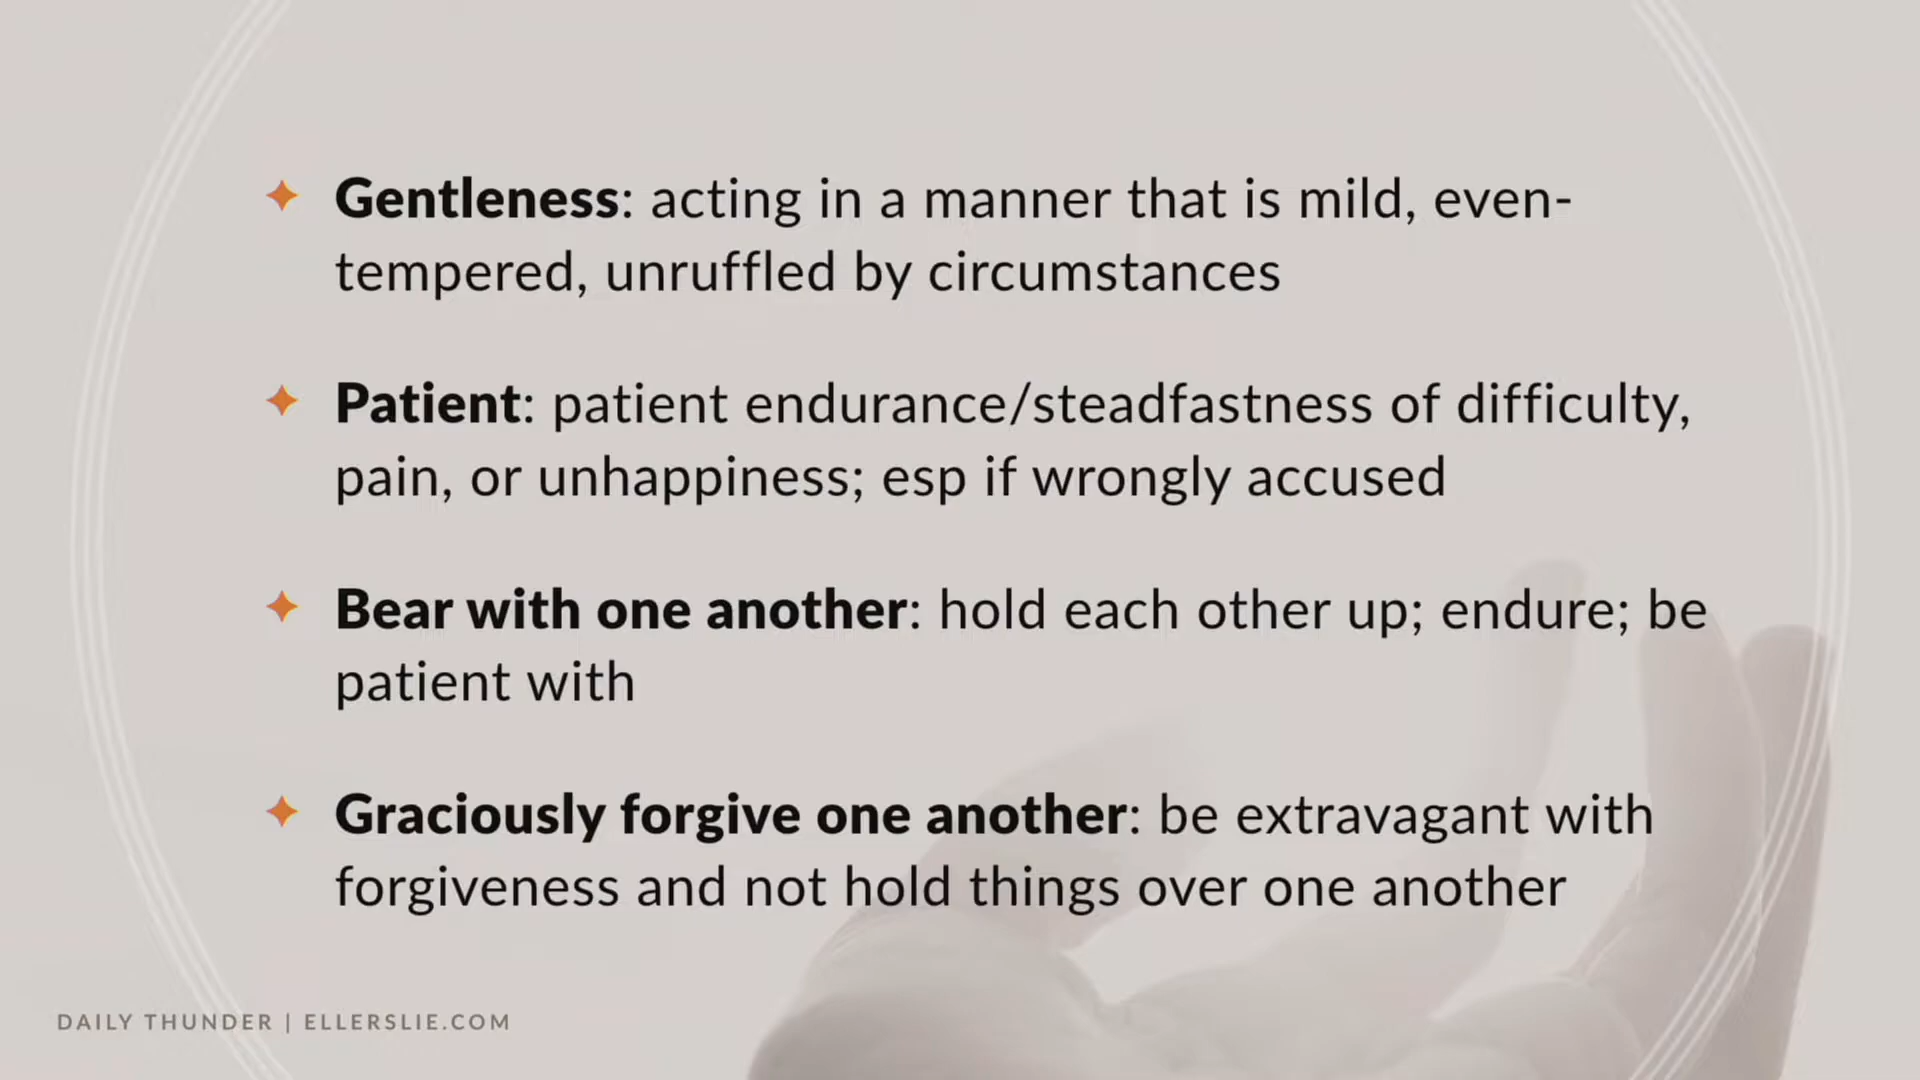 Gentleness: acting in a manner that is mild, even-
tempered, unruffled by circumstances
Patient: patient endurance/steadfastness of difficulty,
pain, or unhappiness; esp if wrongly accused
Bear with one another: hold each other up; endure; be
patient with
Graciously forgive one another: be extravagant with
forgiveness and not hold things over one another
DAILY THUNDER | ELLERSLIE.COM